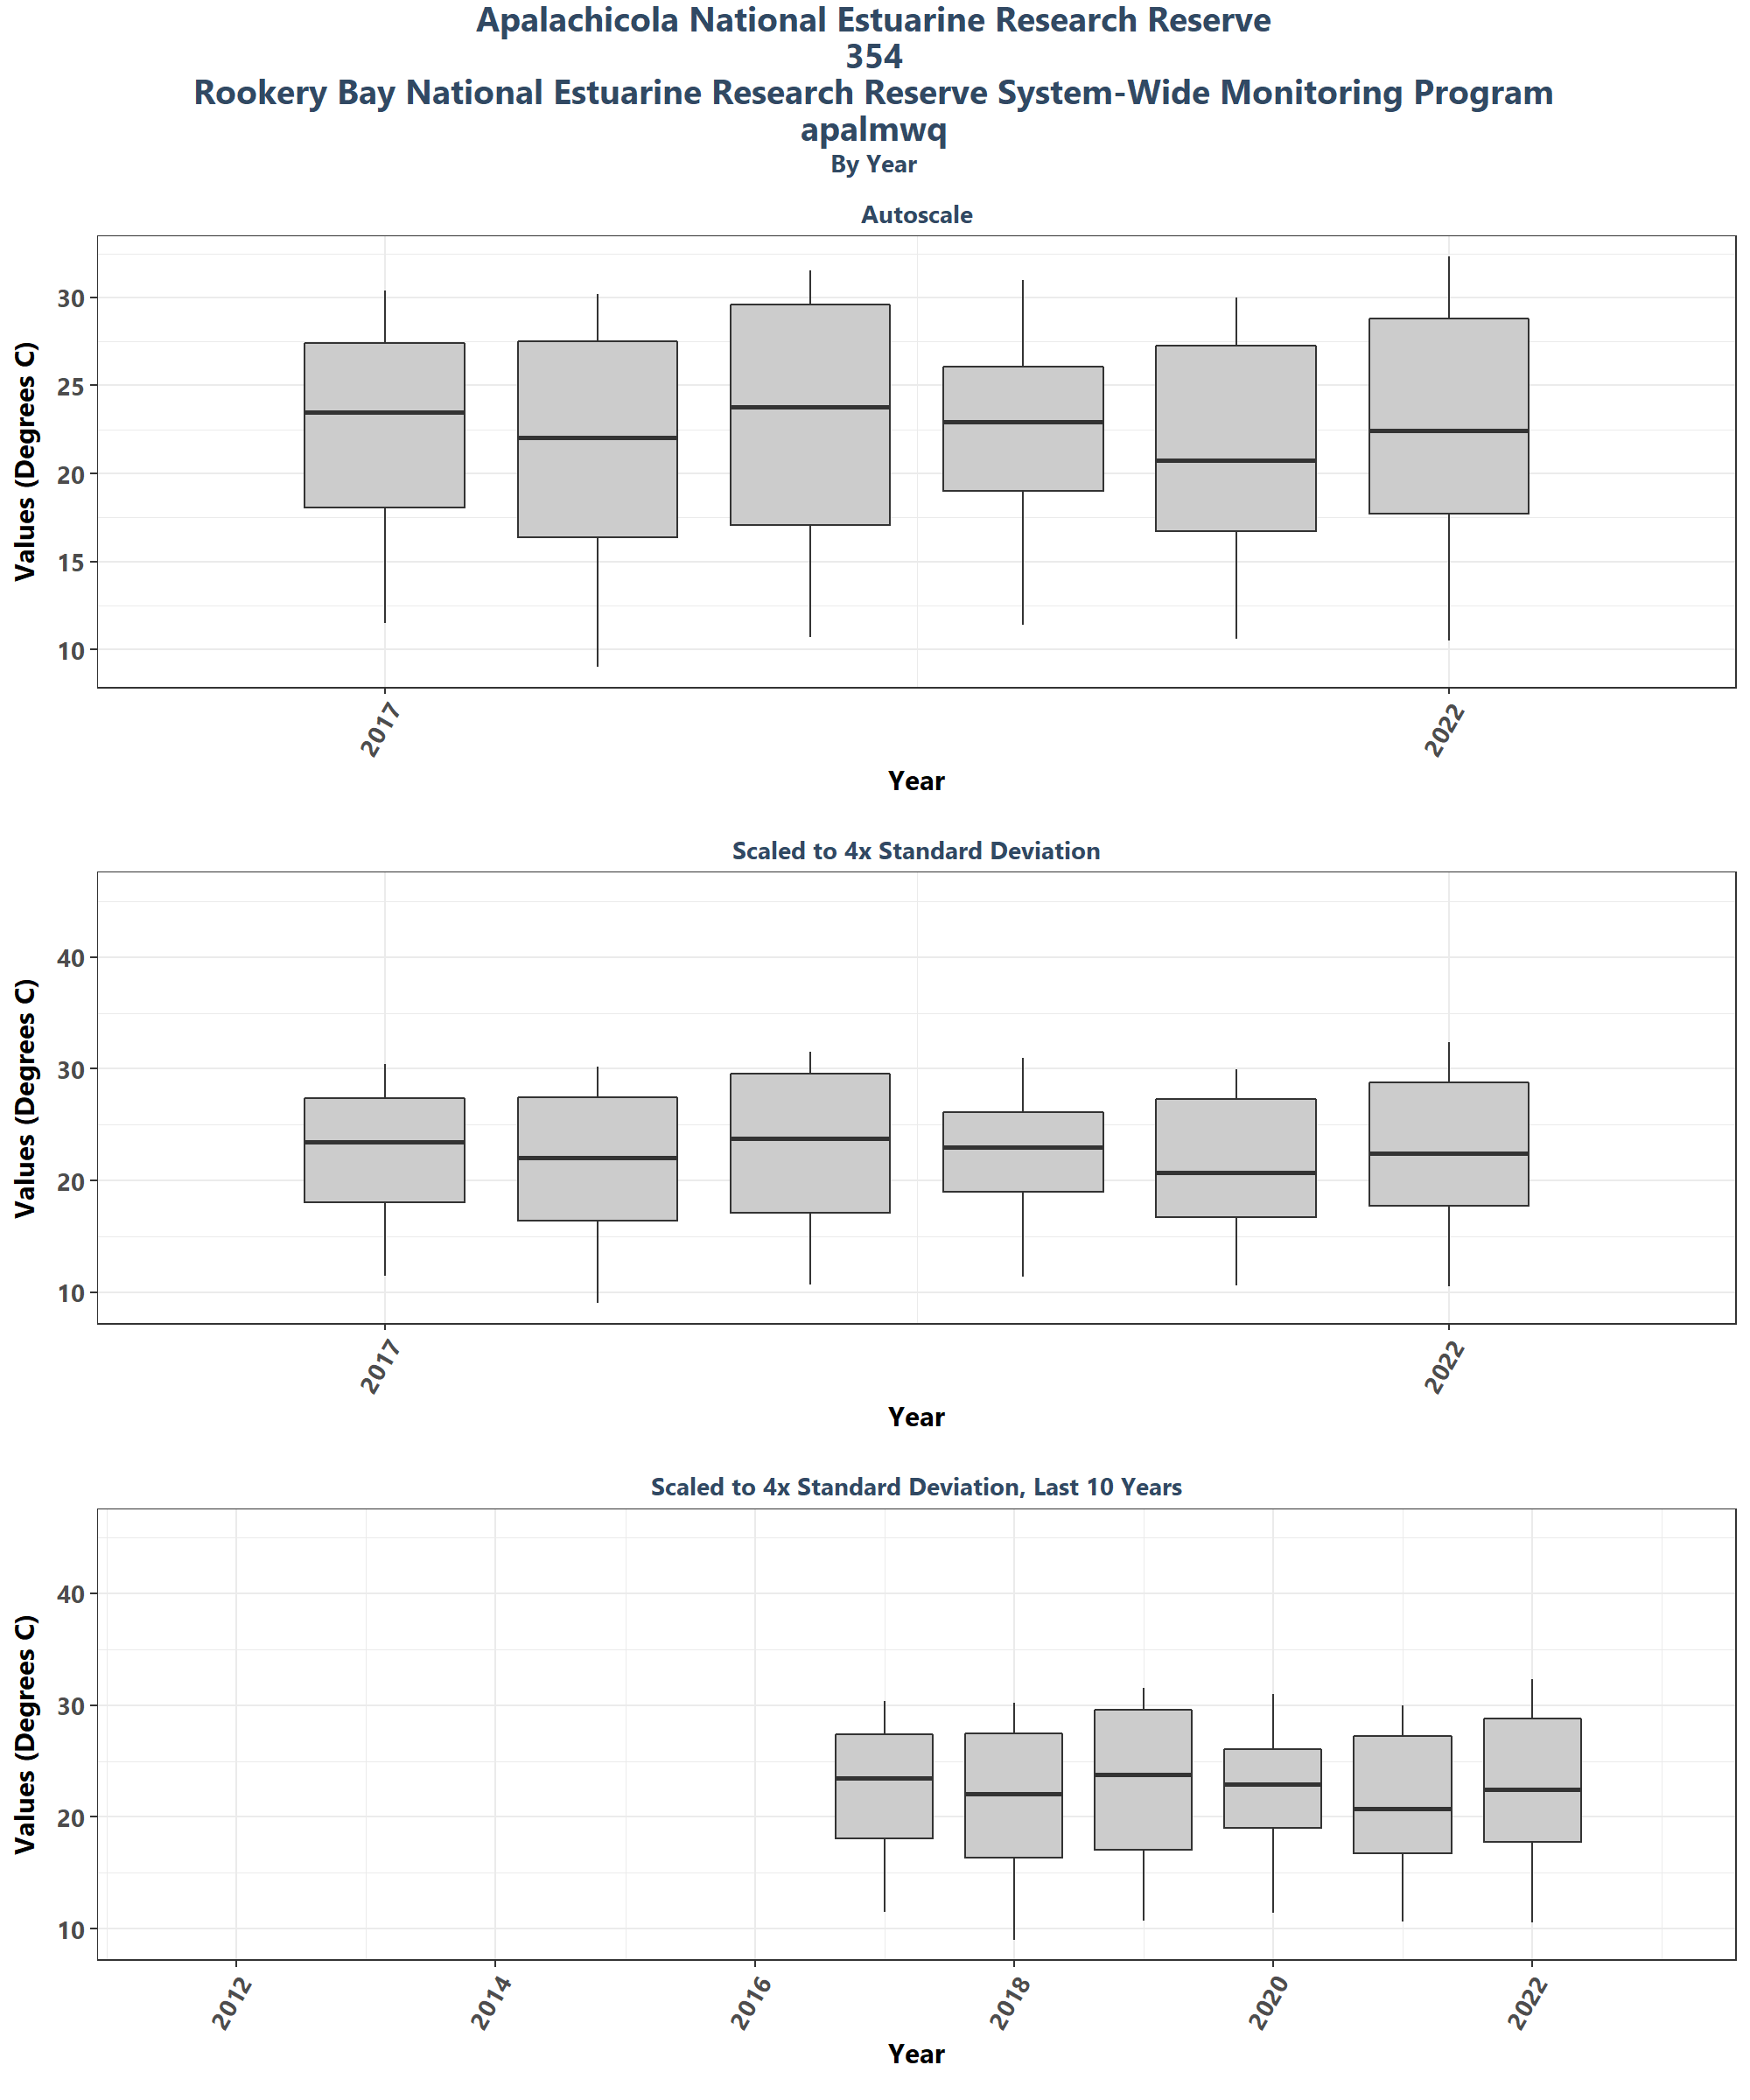 Apalachicola National Estuarine Research Reserve
354
Rookery Bay National Estuarine Research Reserve System-Wide Monitoring Program
apalmwq
By Year
Autoscale
Values (Degrees C)
30
25
20
15
10
2017
2022
Year
Scaled to 4x Standard Deviation
Values (Degrees C)
40
30
20
10
2017
2022
Year
Scaled to 4x Standard Deviation, Last 10 Years
Values (Degrees C)
40
30
20
10
2012
2014
2016
2018
2020
2022
Year